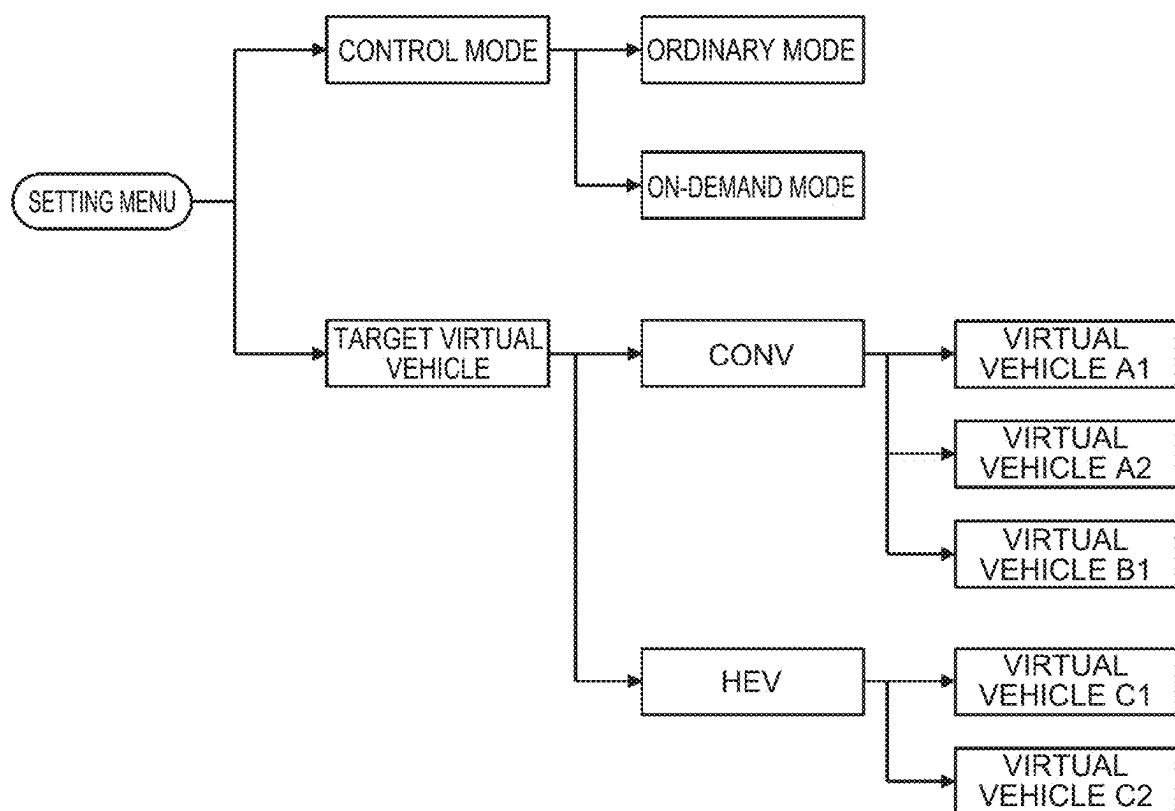 CONTROL MODE
ORDINARY MODE
ON-DEMAND MODE
SETTING MENU
TARGET VIRTUAL
VEHICLE
CONV
VIRTUAL
VEHICLE A1
VIRTUAL
VEHICLE A2
VIRTUAL
VEHICLE B1
HEV
VIRTUAL
VEHICLE C1
VIRTUAL
VEHICLE C2